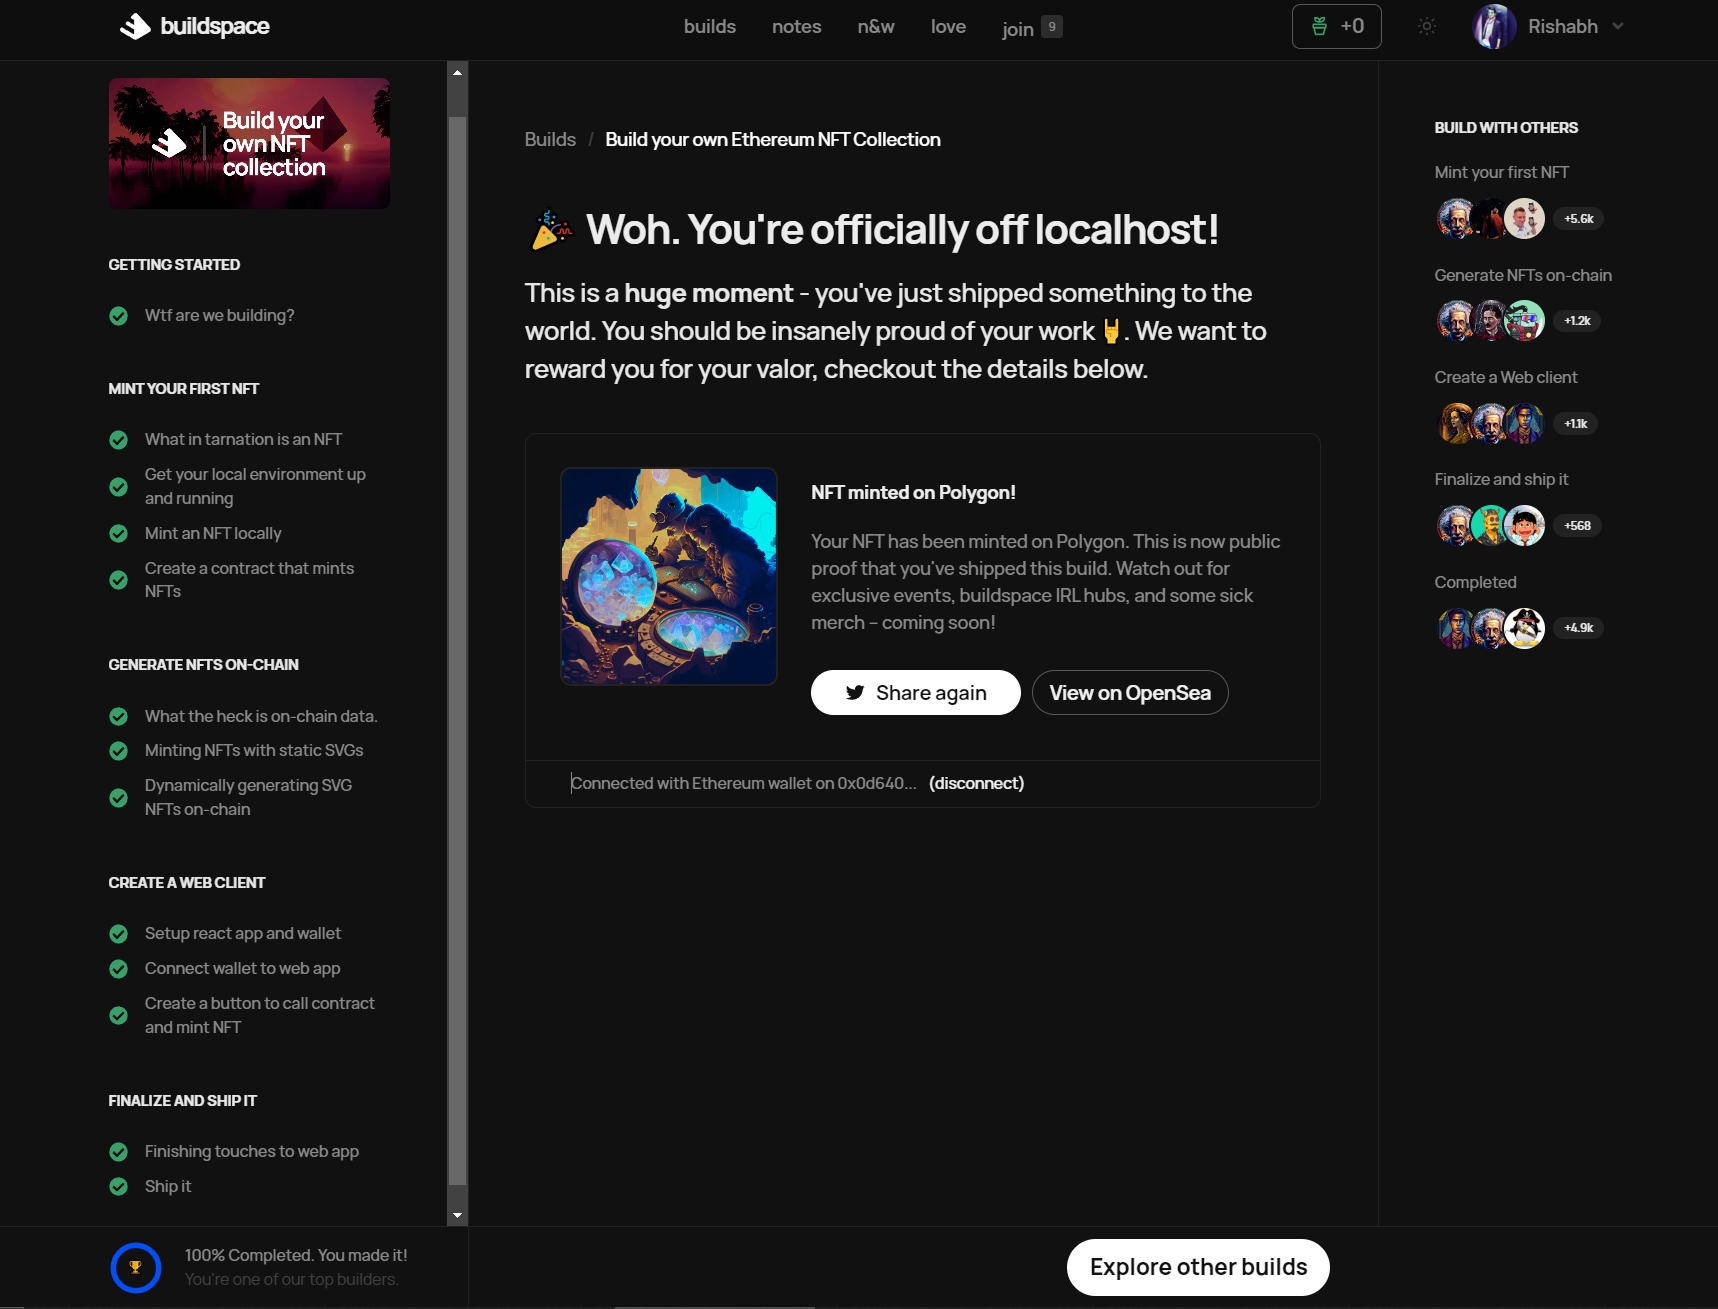 buildspace
builds notes n&w love join 9
+0
Rishabh
Build your
own NFT
collection
GETTING STARTED
Wtf are we building?
MINT YOUR FIRST NFT
What in tarnation is an NFT
Get your local environment up
and running
Mint an NFT locally
Create a contract that mints
NFTs
GENERATE NFTS ON-CHAIN
What the heck is on-chain data.
Minting NFTs with static SVGs
Dynamically generating SVG
NFTs on-chain
CREATE A WEB CLIENT
Setup react app and wallet
Connect wallet to web app
Create a button to call contract
and mint NFT
FINALIZE AND SHIP IT
Finishing touches to web app
Ship it
100% Completed. You made it!
You're one of our top builders.
Builds / Build your own Ethereum NFT Collection
🎉 Woh. You're officially off localhost!
This is a huge moment - you've just shipped something to the
world. You should be insanely proud of your work 🤘. We want to
reward you for your valor, checkout the details below.
NFT minted on Polygon!
Your NFT has been minted on Polygon. This is now public
proof that you've shipped this build. Watch out for
exclusive events, buildspace IRL hubs, and some sick
merch – coming soon!
Share again
View on OpenSea
Connected with Ethereum wallet on 0x0d640... (disconnect)
Explore other builds
BUILD WITH OTHERS
Mint your first NFT
+5.6k
Generate NFTs on-chain
+1.2k
Create a Web client
+1.1k
Finalize and ship it
+568
Completed
+4.9k